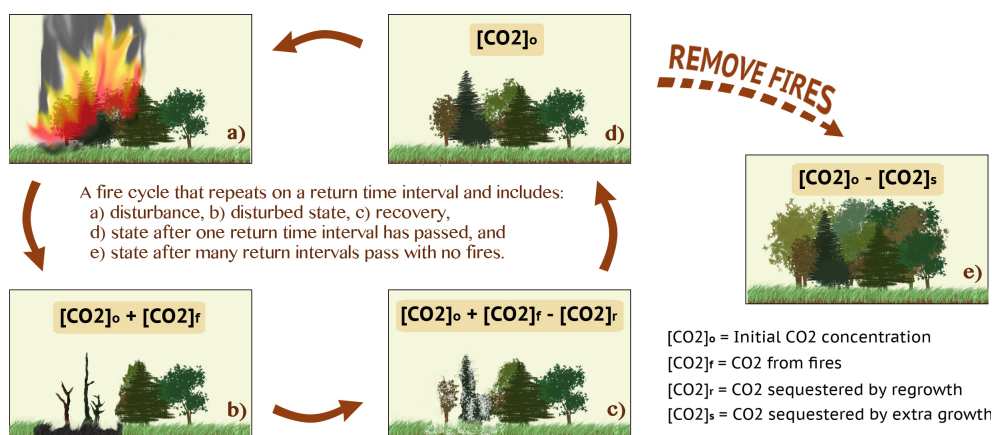 [CO2]o
REMOVE FIRES
a)
d)
[CO2]o - [CO2]s
A fire cycle that repeats on a return time interval and includes:
a) disturbance, b) disturbed state, c) recovery,
d) state after one return time interval has passed, and
e) state after many return intervals pass with no fires.
e)
[CO2]o + [CO2]f
[CO2]o + [CO2]f - [CO2]r
b)
c)
[CO2]o = Initial CO2 concentration
[CO2]f = CO2 from fires
[CO2]r = CO2 sequestered by regrowth
[CO2]s = CO2 sequestered by extra growth